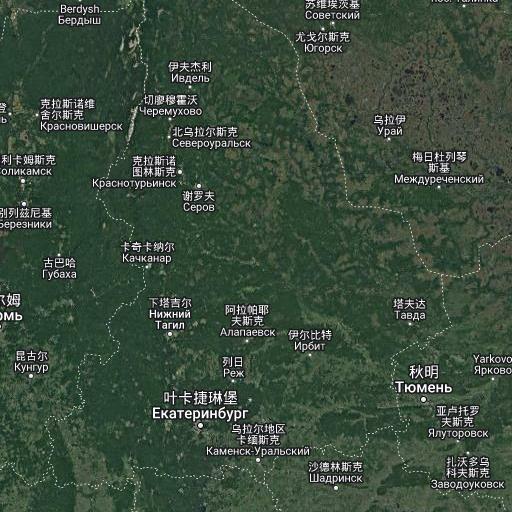 Berdysh
Бердыш
苏维埃茨基
Советский
尤戈尔斯克
Югорск
伊夫杰利
Ивдель
克拉斯诺维
舍尔斯克
Красновишерск
切廖穆霍沃
Черемухово
北乌拉尔斯克
Североуральск
乌拉伊
Урай
梅日杜列琴
斯基
Междуреченский
利卡姆斯克
Соликамск
克拉斯诺
图林斯克
Краснотурьинск
谢罗夫
Серов
别列兹尼基
Березники
卡奇卡纳尔
Качканар
古巴哈
Губаха
尔姆
рмь
下塔吉尔
Нижний
Тагил
阿拉帕耶
夫斯克
Алапаевск
伊尔比特
Ирбит
塔夫达
Тавда
昆古尔
Кунгур
列日
Реж
秋明
Тюмень
Yarkovo
Ярково
叶卡捷琳堡
Екатеринбург
乌拉尔地区
卡缅斯克
Каменск-Уральский
亚卢托罗
夫斯克
Ялуторовск
沙德林斯克
Шадринск
扎沃多乌
科夫斯克
Заводоуковск